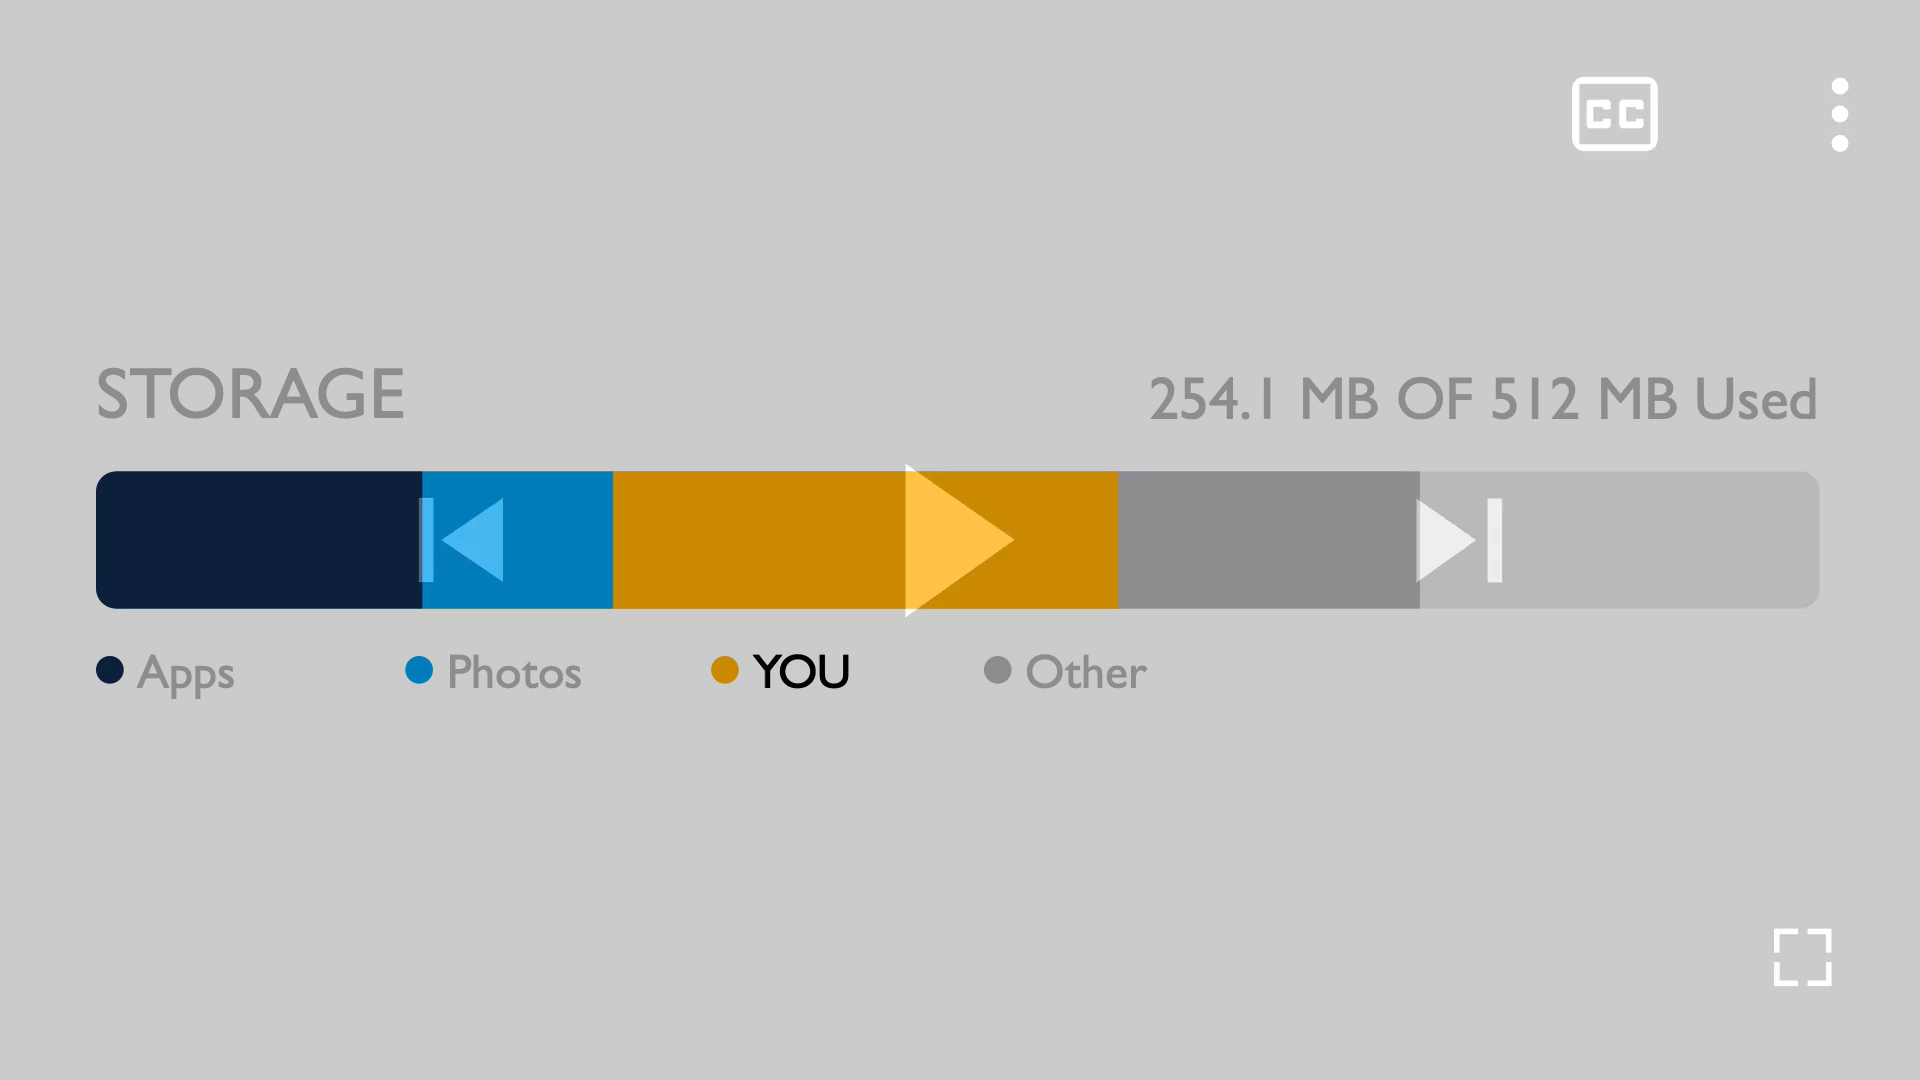 CC
STORAGE
254.1 MB OF 512 MB Used
Apps
Photos
YOU
Other